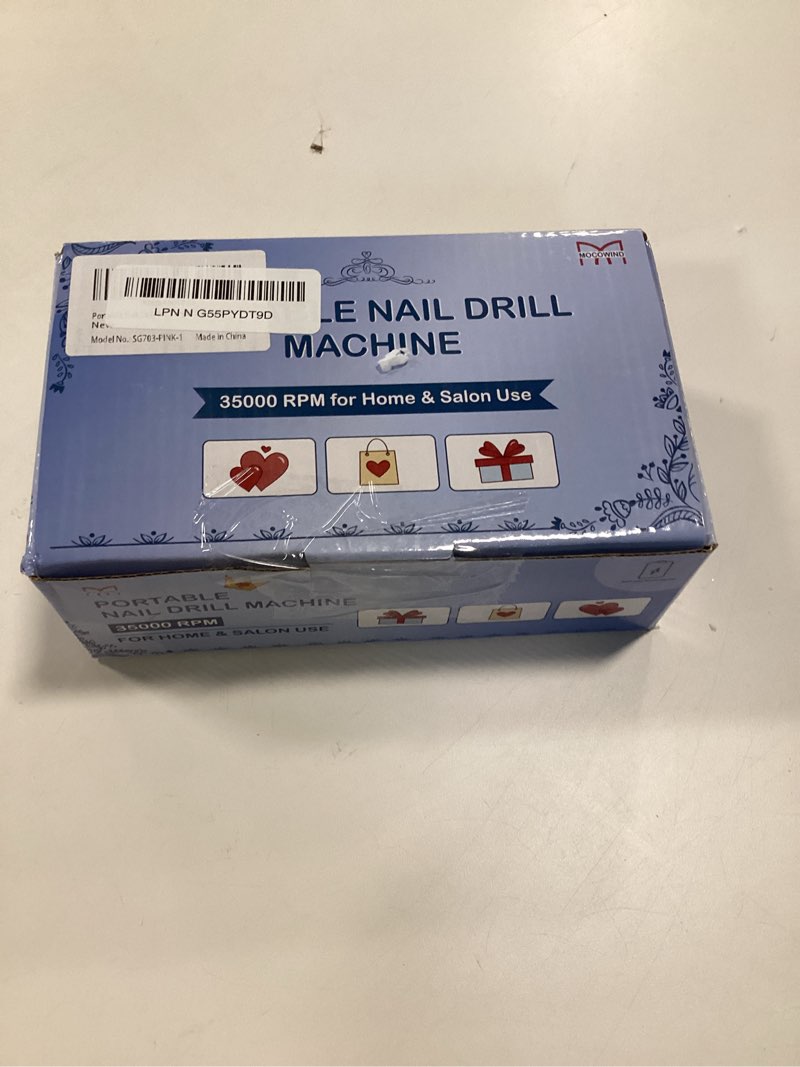 MOCOWIND
LPN N G55PYDT9D
Model No. SG703-PINK-1 Made in China
LE NAIL DRILL
MACHINE
35000 RPM for Home & Salon Use
PORTABLE
NAIL DRILL MACHINE
35000 RPM
FOR HOME & SALON USE